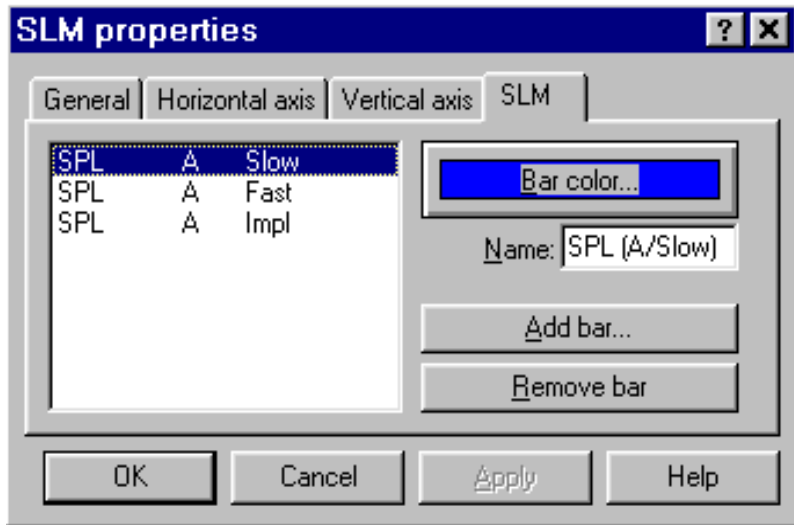 SLM properties
General Horizontal axis Vertical axis SLM
SPL A Slow
SPL A Fast
SPL A Impl
Bar color...
Name: SPL (A/Slow)
Add bar...
Remove bar
OK Cancel Apply Help